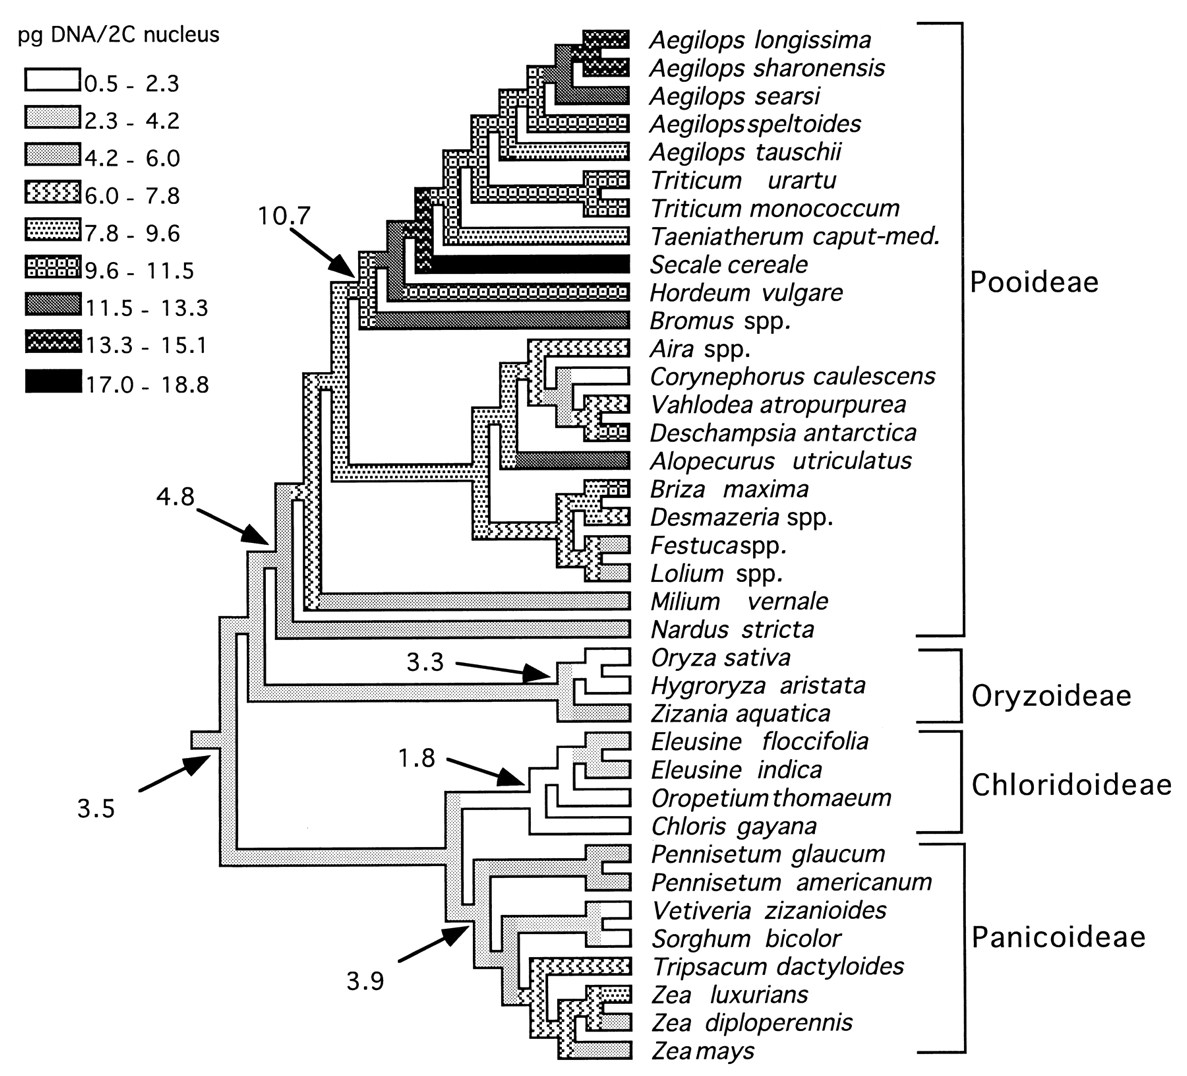 pg DNA/2C nucleus
0.5 - 2.3
2.3 - 4.2
4.2 - 6.0
6.0 - 7.8
7.8 - 9.6
9.6 - 11.5
11.5 - 13.3
13.3 - 15.1
17.0 - 18.8
10.7
4.8
3.3
1.8
3.5
3.9
Aegilops longissima
Aegilops sharonensis
Aegilops searsi
Aegilops speltoides
Aegilops tauschii
Triticum urartu
Triticum monococcum
Taeniatherum caput-med.
Secale cereale
Hordeum vulgare
Bromus spp.
Aira spp.
Corynephorus caulescens
Vahlodea atropurpurea
Deschampsia antarctica
Alopecurus utriculatus
Briza maxima
Desmazeria spp.
Festuca spp.
Lolium spp.
Milium vernale
Nardus stricta
Oryza sativa
Hygroryza aristata
Zizania aquatica
Eleusine floccifolia
Eleusine indica
Oropetium thomaeum
Chloris gayana
Pennisetum glaucum
Pennisetum americanum
Vetiveria zizanioides
Sorghum bicolor
Tripsacum dactyloides
Zea luxurians
Zea diploperennis
Zea mays
Pooideae
Oryzoideae
Chloridoideae
Panicoideae